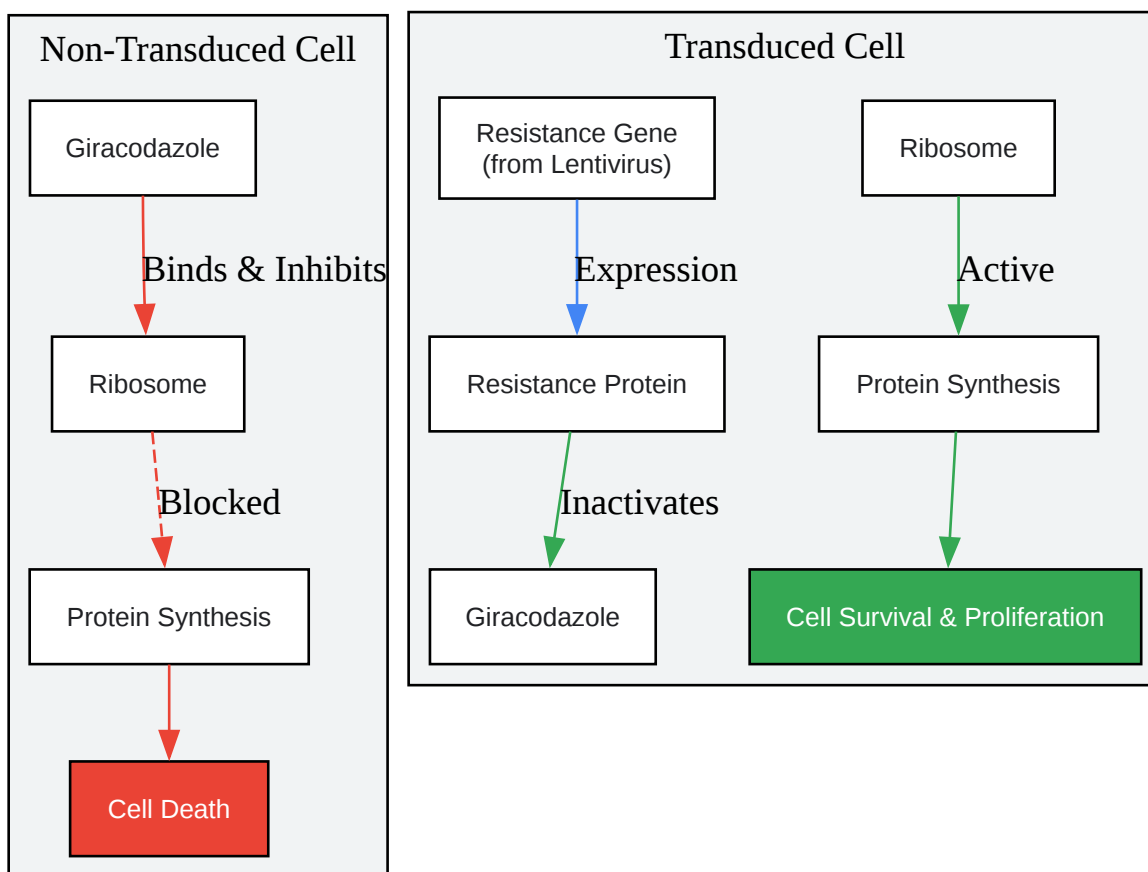 Non-Transduced Cell
Giracodazole
Binds & Inhibits
Ribosome
Blocked
Protein Synthesis
Cell Death
Transduced Cell
Resistance Gene
(from Lentivirus)
Expression
Resistance Protein
Inactivates
Giracodazole
Ribosome
Active
Protein Synthesis
Cell Survival & Proliferation